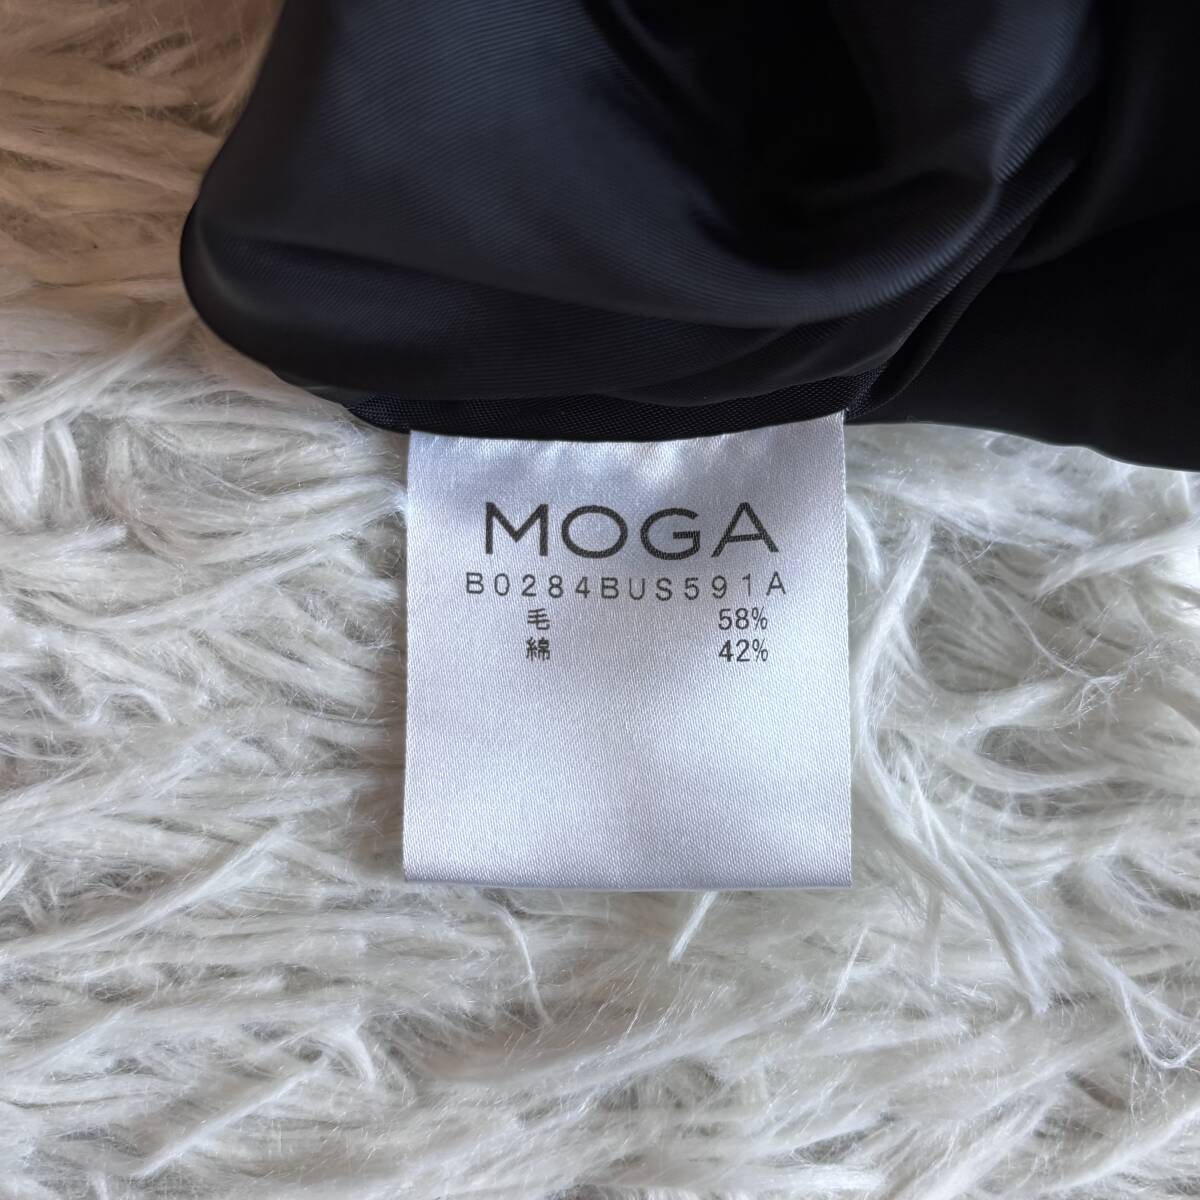 MOGA
B0284BUS591A
毛 58%
綿 42%